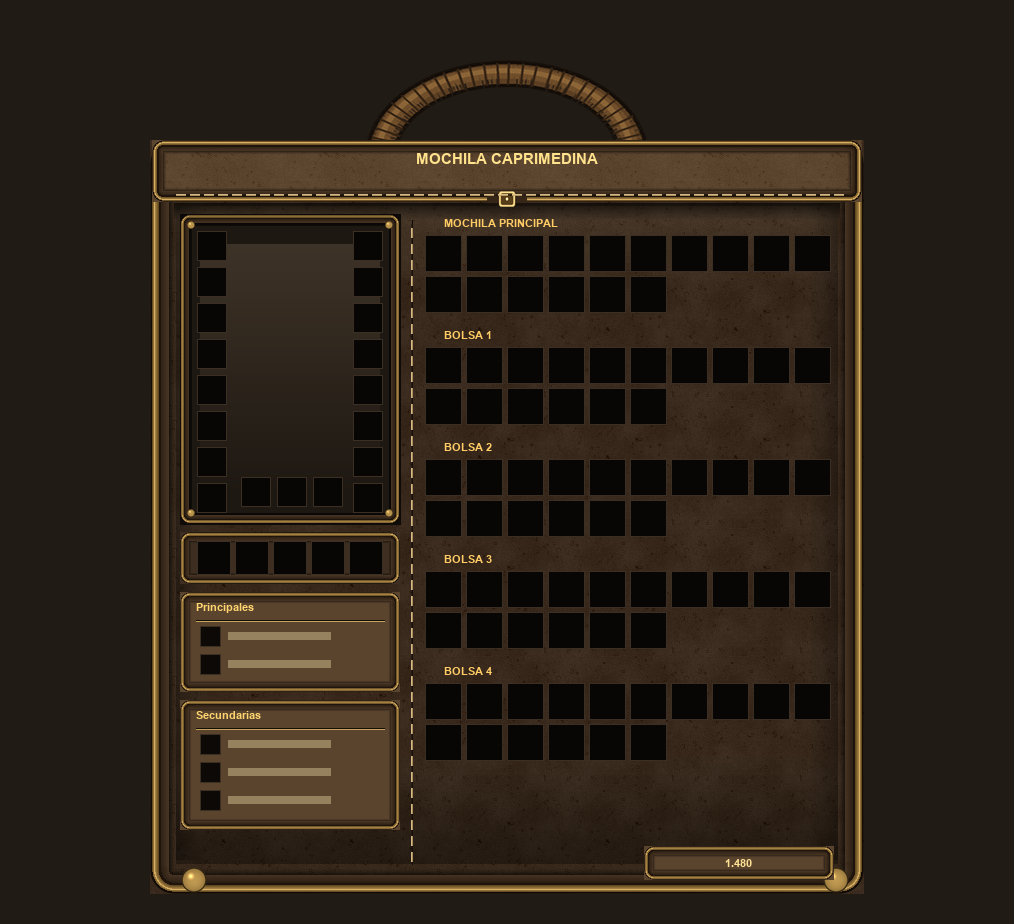 MOCHILA CAPRIMEDINA
MOCHILA PRINCIPAL
BOLSA 1
BOLSA 2
BOLSA 3
BOLSA 4
Principales
Secundarias
1.480